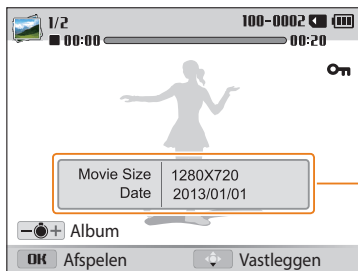 1/2
100-0002
00:00
00:20
Movie Size 1280X720
Date 2013/01/01
Album
OK Afspelen
Vastleggen